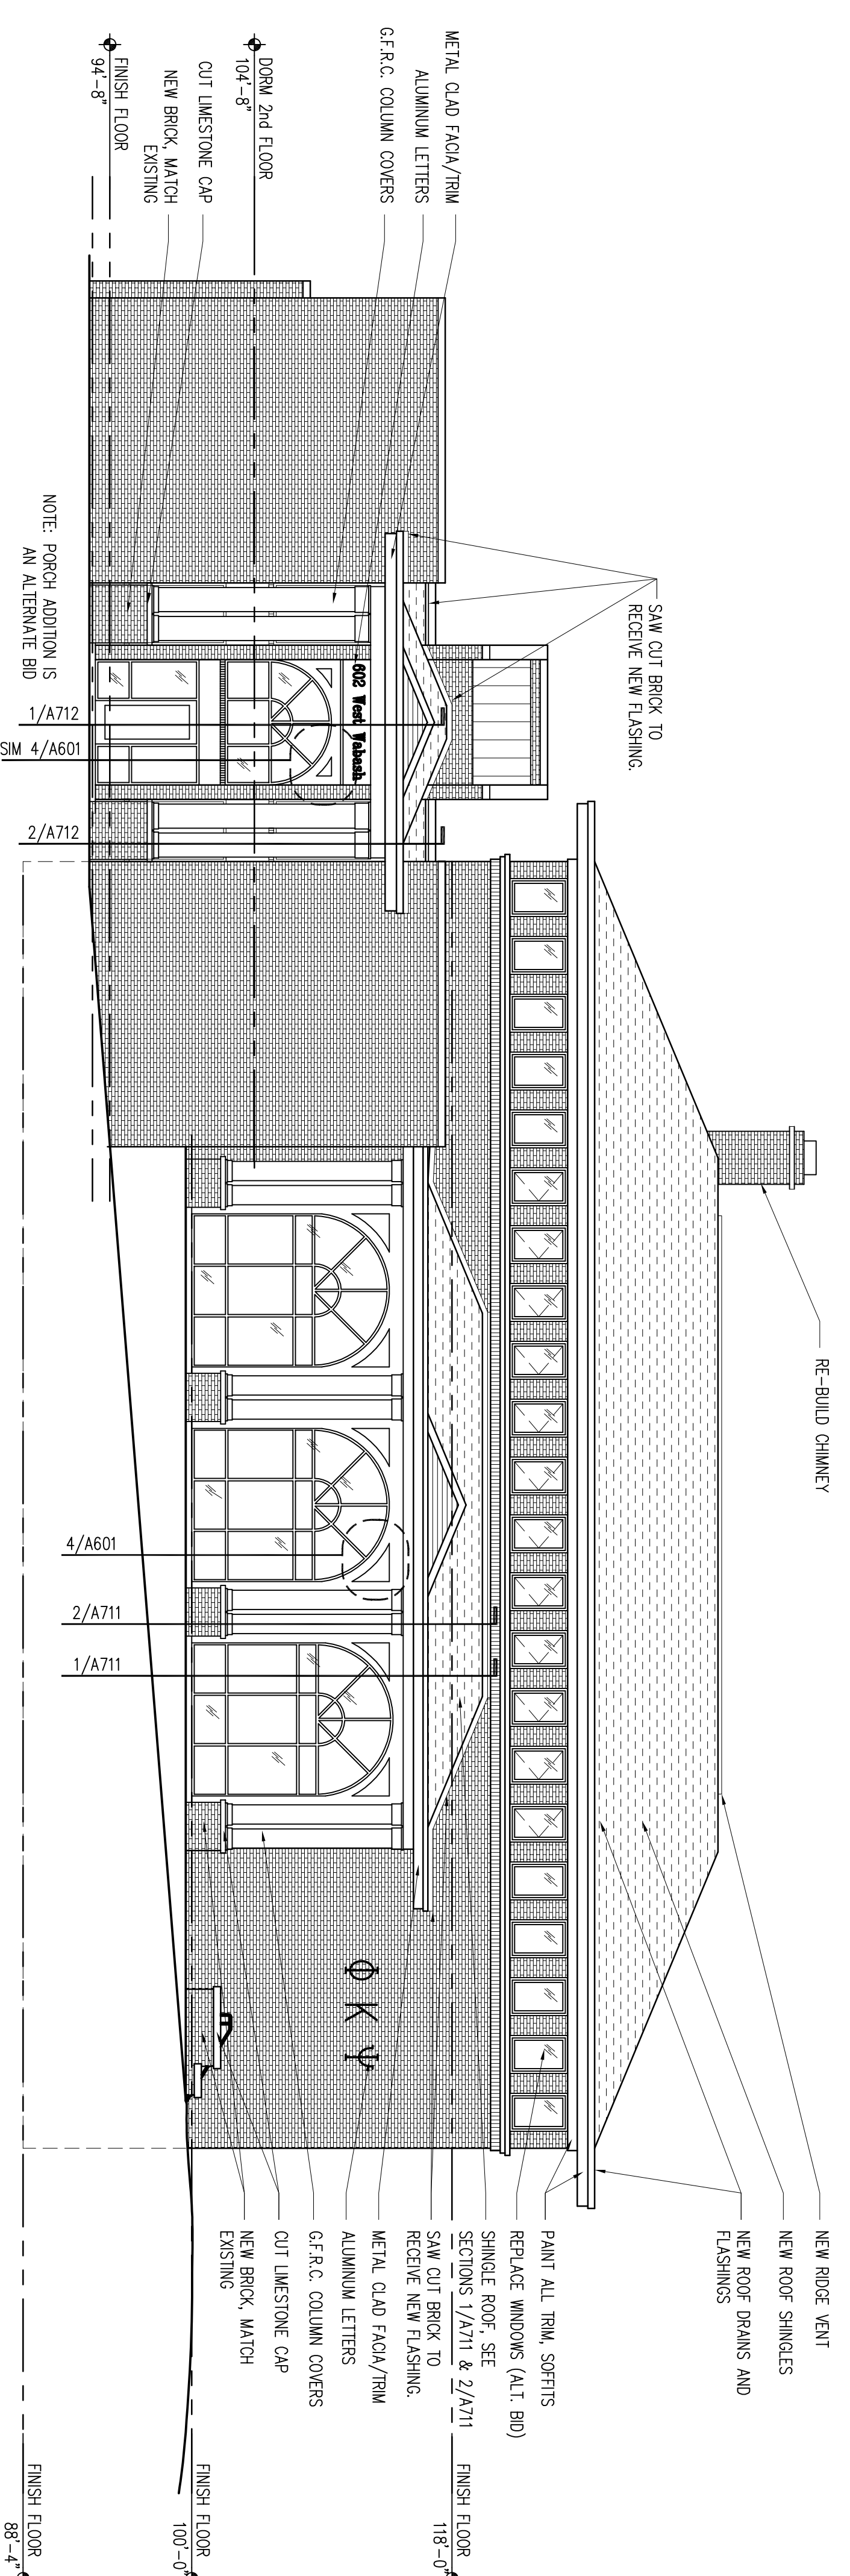 METAL CLAD FACIA/TRIM
ALUMINUM LETTERS
G.F.R.C. COLUMN COVERS
DORM 2nd FLOOR
104'-8"
CUT LIMESTONE CAP
NEW BRICK, MATCH
EXISTING
FINISH FLOOR
94'-8"
SAW CUT BRICK TO
RECEIVE NEW FLASHING.
602 West Wabash
NOTE: PORCH ADDITION IS
AN ALTERNATE BID
1/A712
SIM 4/A601
2/A712
RE-BUILD CHIMNEY
4/A601
2/A711
1/A711
Φ Κ Ψ
NEW RIDGE VENT
NEW ROOF SHINGLES
NEW ROOF DRAINS AND
FLASHINGS
PAINT ALL TRIM, SOFFITS
REPLACE WINDOWS (ALT. BID)
SHINGLE ROOF, SEE
SECTIONS 1/A711 & 2/A711
SAW CUT BRICK TO
RECEIVE NEW FLASHING.
METAL CLAD FACIA/TRIM
ALUMINUM LETTERS
G.F.R.C. COLUMN COVERS
CUT LIMESTONE CAP
NEW BRICK, MATCH
EXISTING
FINISH FLOOR
118'-0"
FINISH FLOOR
100'-0"
FINISH FLOOR
88'-4"